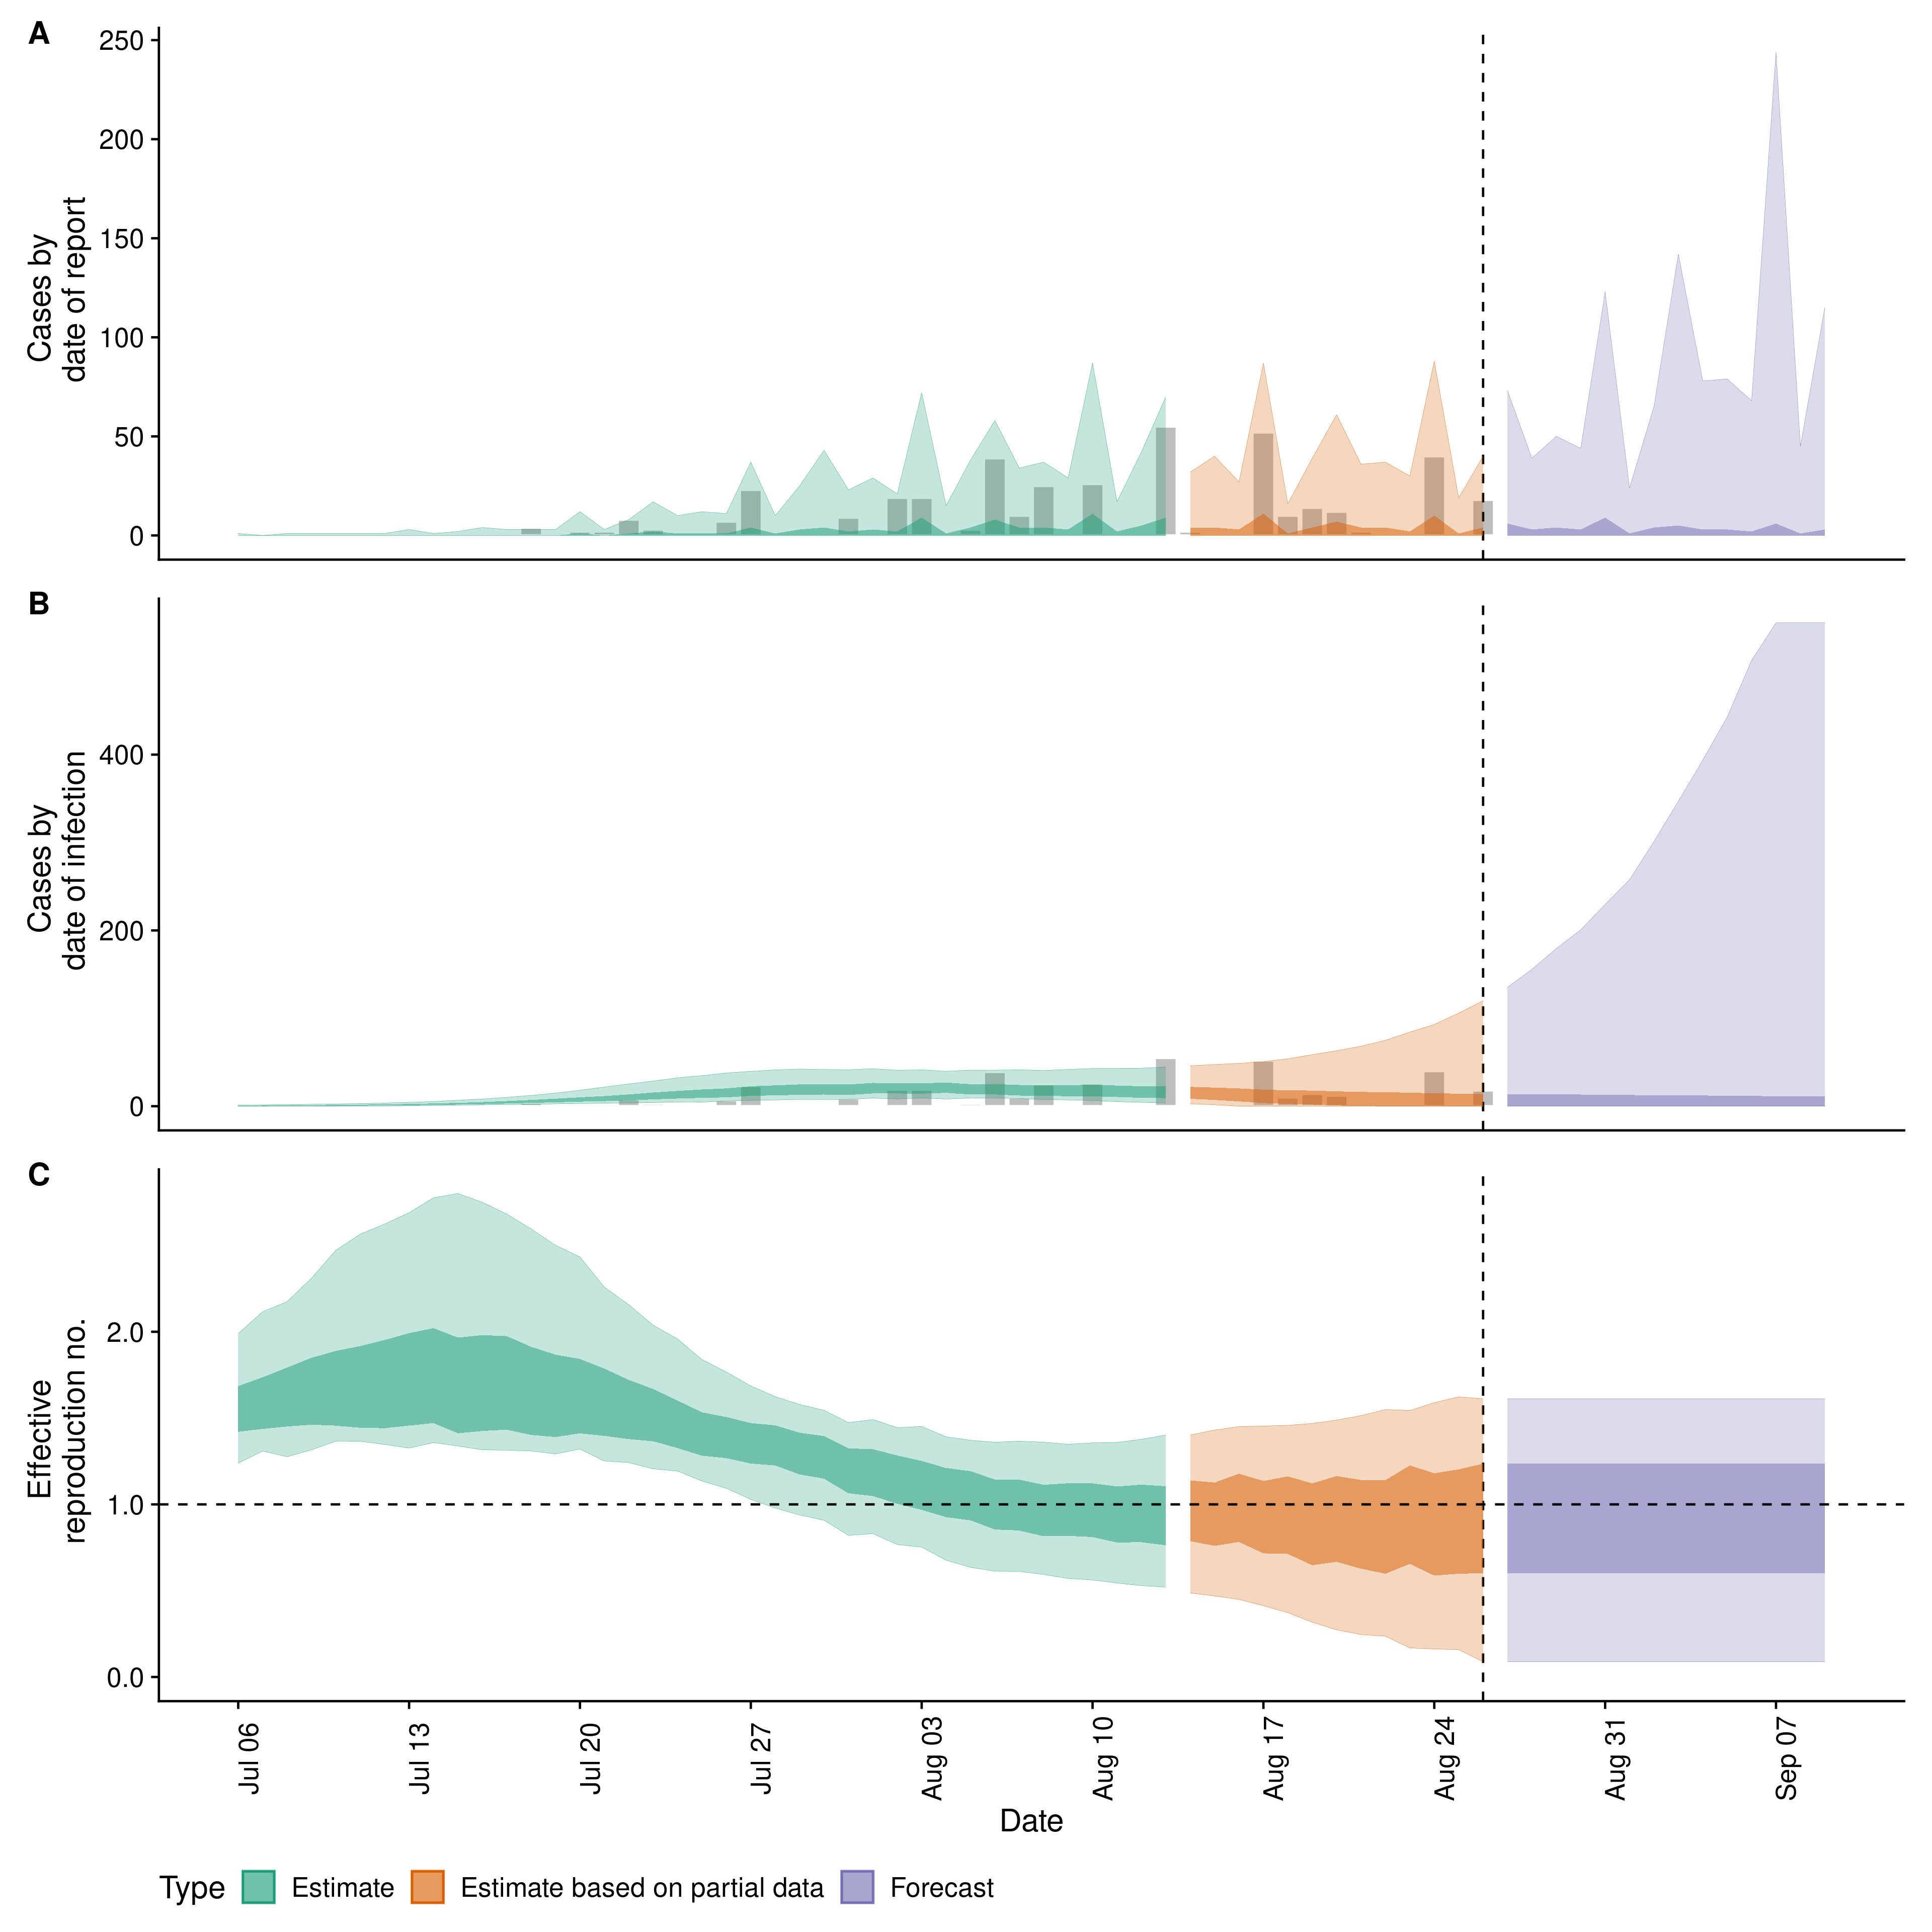 A
250
200
150
100
50
0
Cases by
date of report
B
400
200
0
Cases by
date of infection
C
2.0
1.0
0.0
Effective
reproduction no.
Jul 06
Jul 13
Jul 20
Jul 27
Aug 03
Aug 10
Aug 17
Aug 24
Aug 31
Sep 07
Date
Type Estimate Estimate based on partial data Forecast